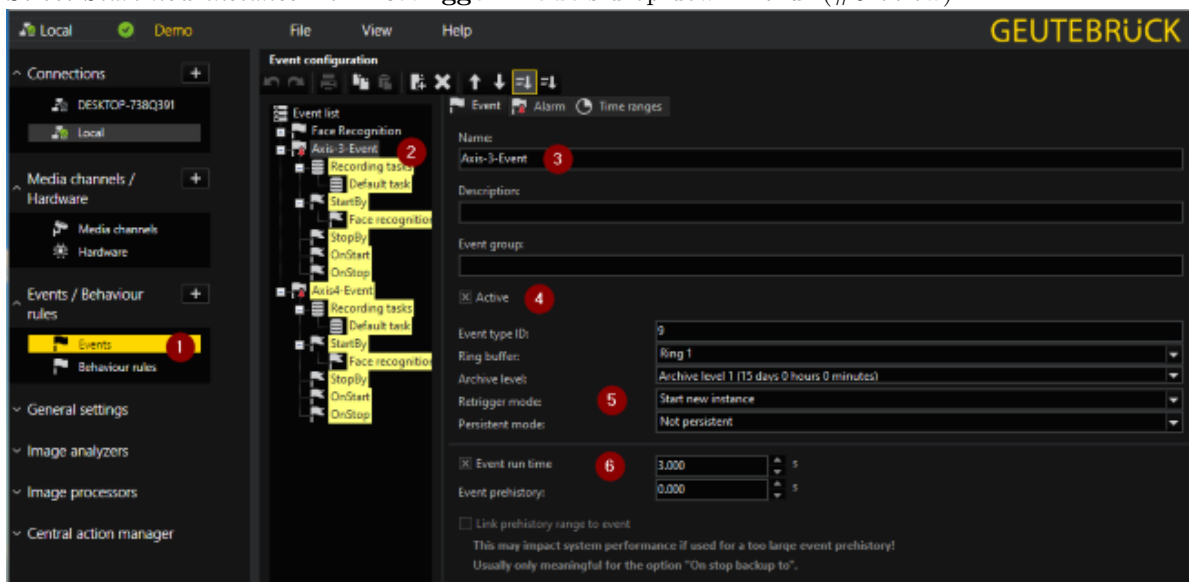 Local Demo File View Help GEUTEBRÜCK
Connections +
DESKTOP-738Q391
Local
Media channels / Hardware +
Media channels
Hardware
Events / Behaviour rules +
Events 1
Behaviour rules
General settings
Image analyzers
Image processors
Central action manager
Event configuration
Event list
Face Recognition
Axis-3-Event 2
Recording tasks
Default task
StartBy
Face recognition
StopBy
OnStart
OnStop
Axis4-Event
Recording tasks
Default task
StartBy
Face recognition
StopBy
OnStart
OnStop
Event Alarm Time ranges
Name:
Axis-3-Event 3
Description:
Event group:
Active 4
Event type ID: 9
Ring buffer: Ring 1
Archive level: Archive level 1 (15 days 0 hours 0 minutes)
Retrigger mode: 5 Start new instance
Persistent mode: Not persistent
Event run time 6 3.000 s
Event prehistory: 0.000 s
Link prehistory range to event
This may impact system performance if used for a too large event prehistory!
Usually only meaningful for the option "On stop backup to".